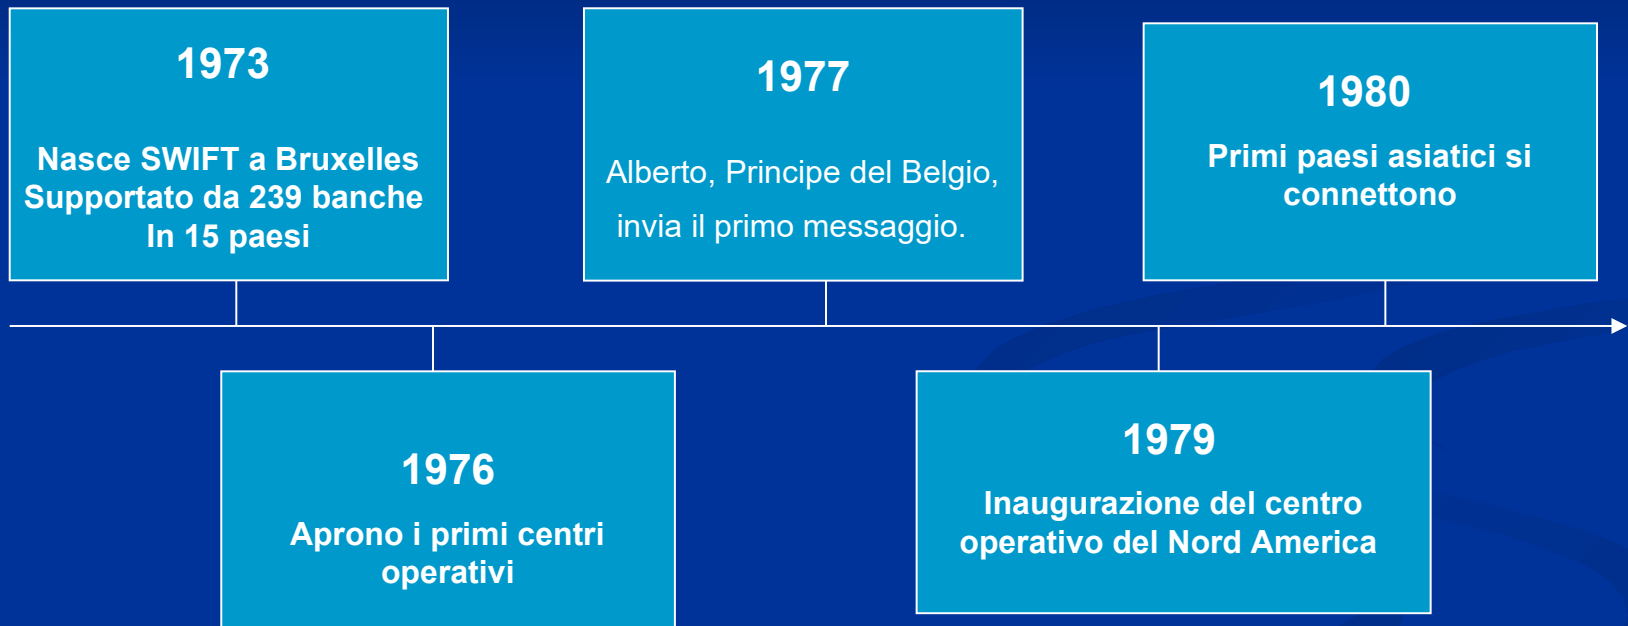 1973
Nasce SWIFT a Bruxelles
Supportato da 239 banche
In 15 paesi
1976
Aprono i primi centri
operativi
1977
Alberto, Principe del Belgio,
invia il primo messaggio.
1979
Inaugurazione del centro
operativo del Nord America
1980
Primi paesi asiatici si
connettono